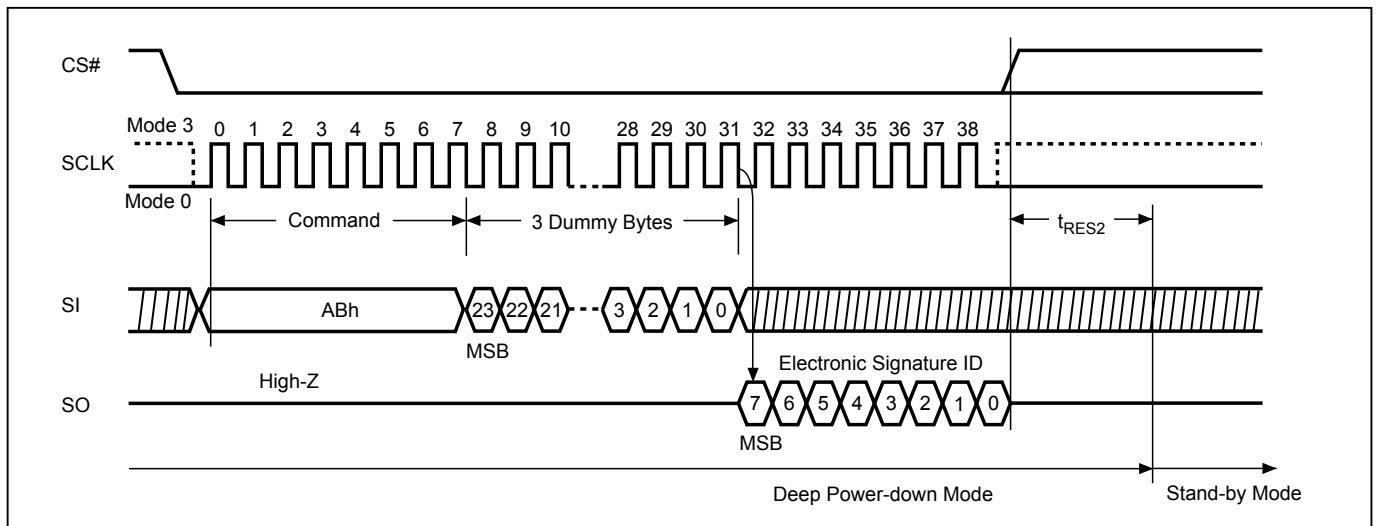 CS#
Mode 3 0 1 2 3 4 5 6 7 8 9 10 28 29 30 31 32 33 34 35 36 37 38
SCLK
Mode 0
Command 3 Dummy Bytes tRES2
SI ABh 23 22 21 3 2 1 0
MSB
Electronic Signature ID
High-Z
SO 7 6 5 4 3 2 1 0
MSB
Deep Power-down Mode Stand-by Mode